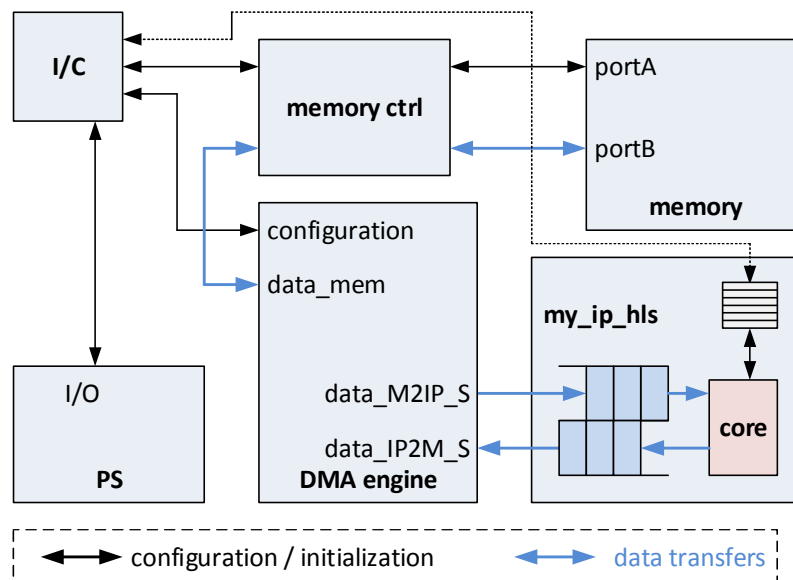 I/C
memory ctrl
portA
portB
memory
configuration
data_mem
data_M2IP_S
data_IP2M_S
DMA engine
my_ip_hls
core
I/O
PS
configuration / initialization
data transfers